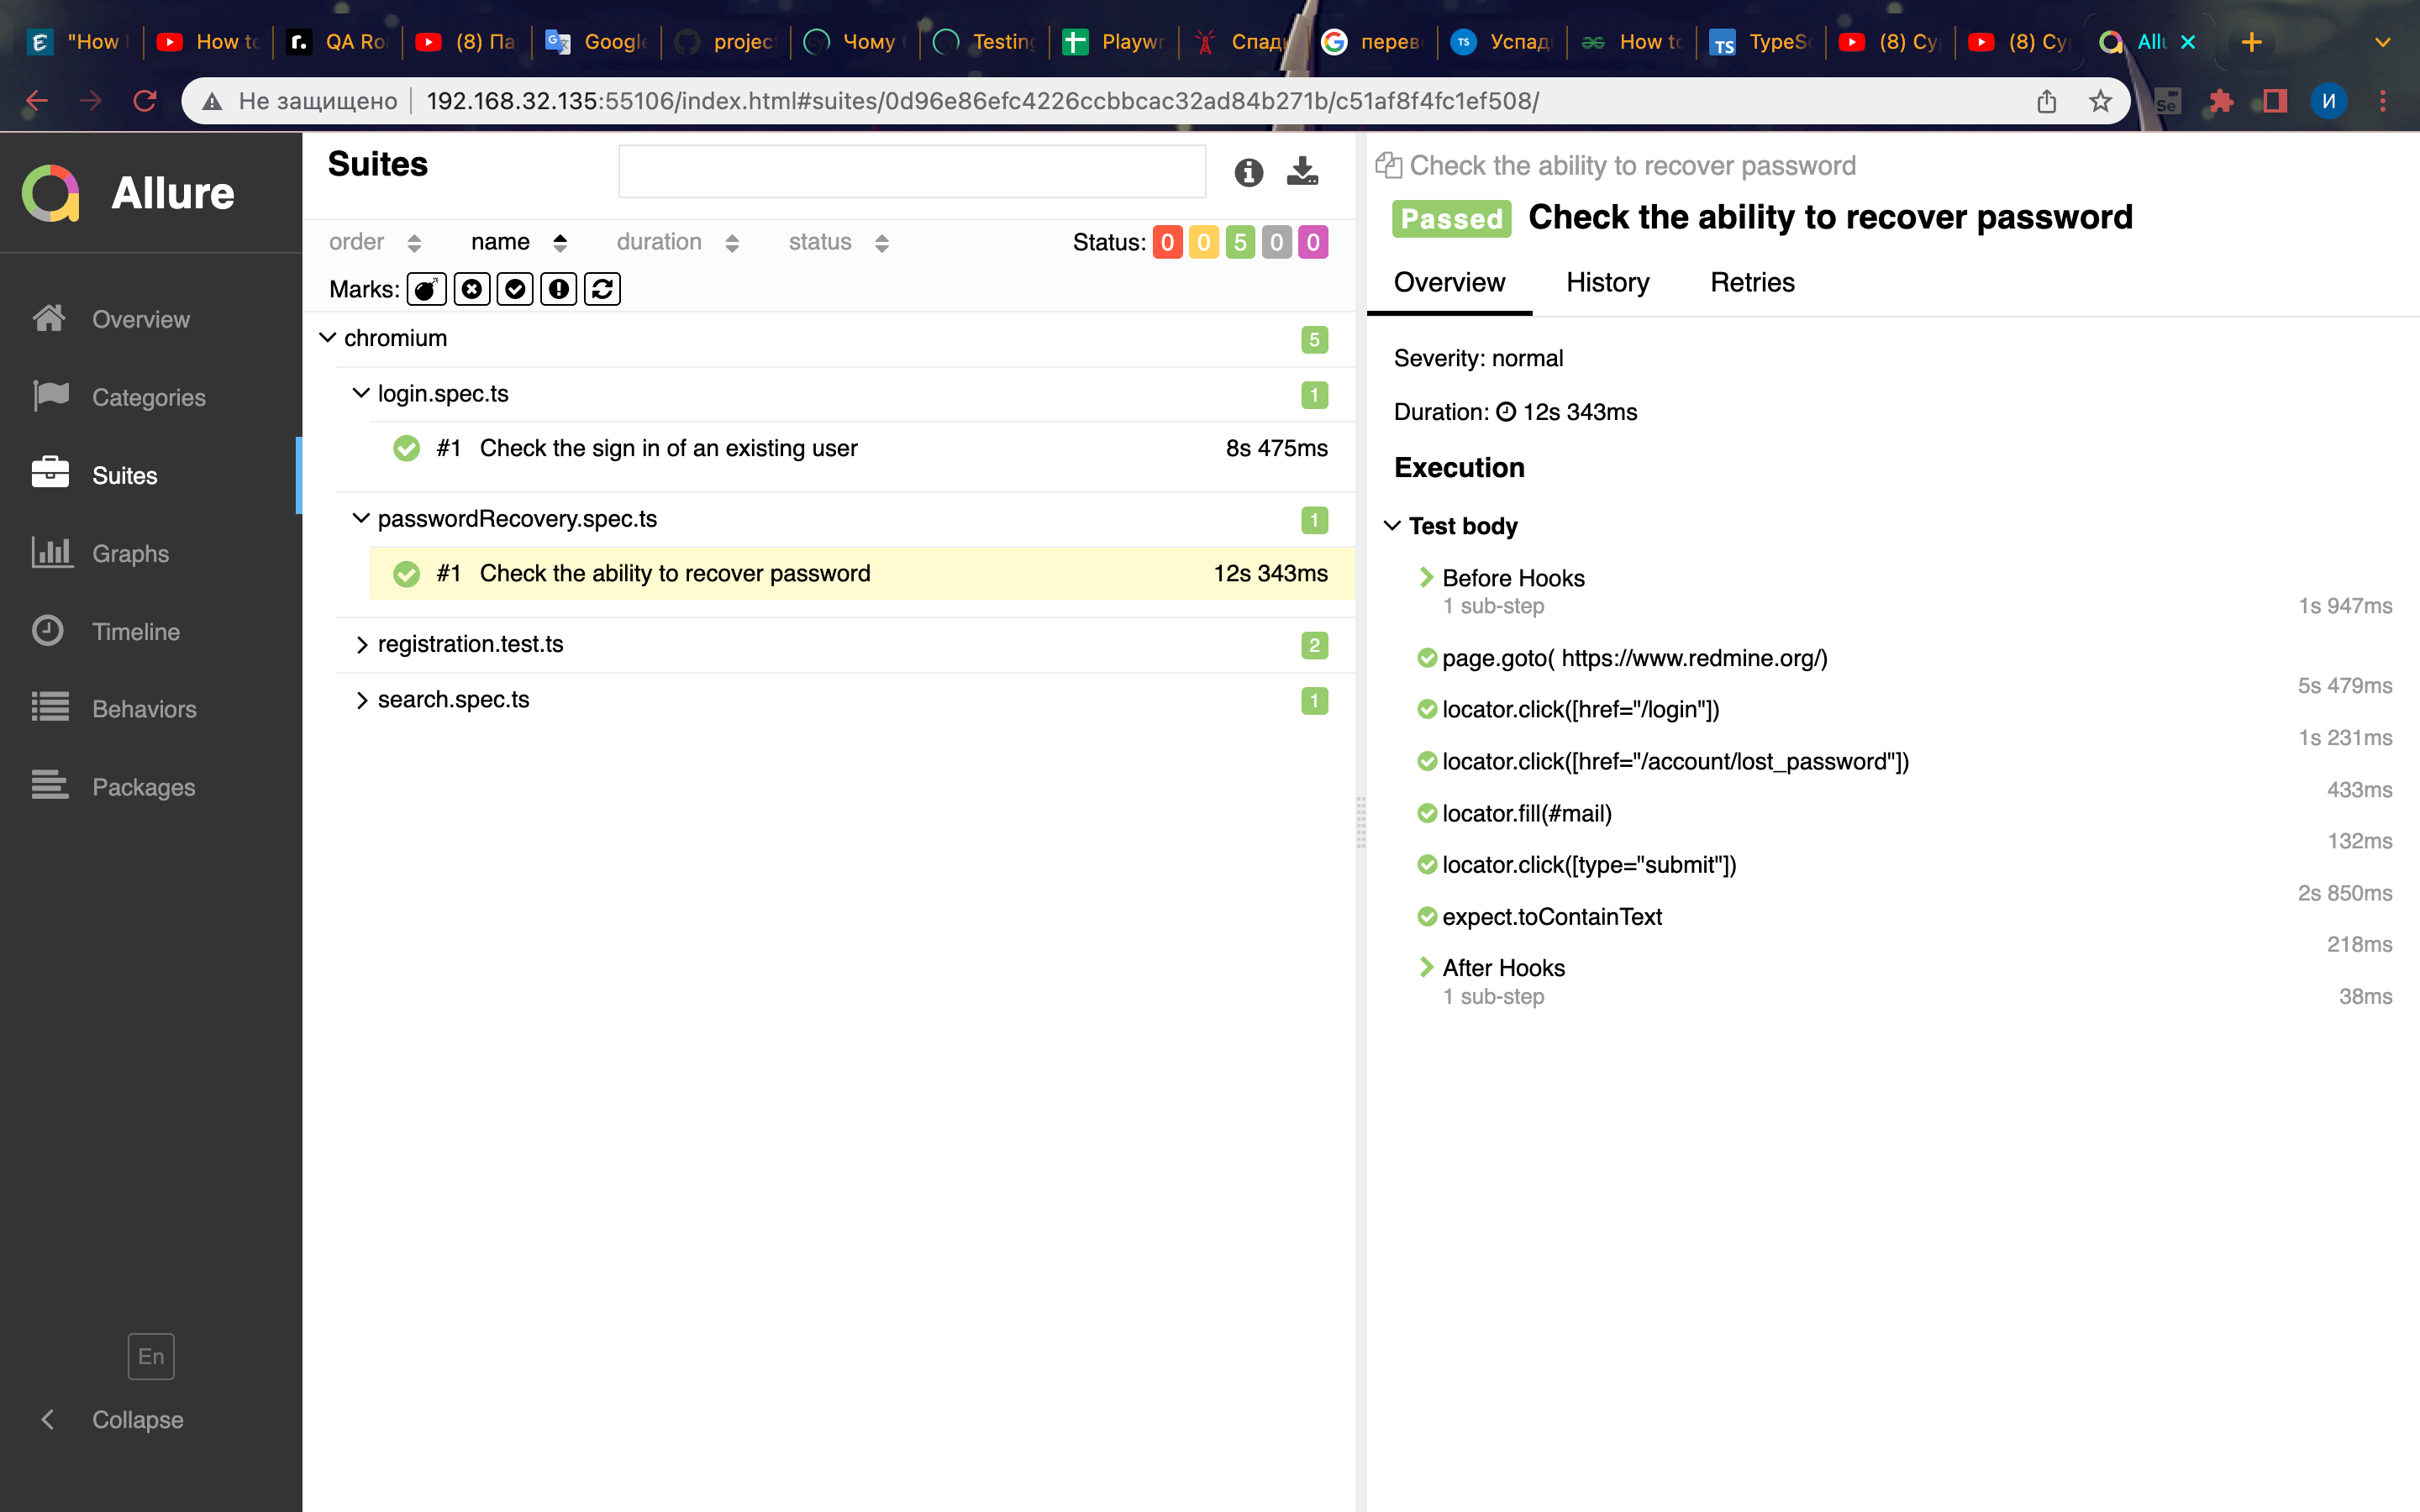 "How
How to
QA Ro
(8) Па
Google
projec
Чому
Testing
Playwr
Спад
перев
Успад
How to
TypeSc
(8) Су
(8) Су
Allu
Не защищено
192.168.32.135:55106/index.html#suites/0d96e86efc4226ccbbcac32ad84b271b/c51af8f4fc1ef508/
И
Allure
Overview
Categories
Suites
Graphs
Timeline
Behaviors
Packages
En
Collapse
Suites
order name duration status Status: 0 0 5 0 0
Marks:
chromium 5
login.spec.ts 1
#1 Check the sign in of an existing user 8s 475ms
passwordRecovery.spec.ts 1
#1 Check the ability to recover password 12s 343ms
registration.test.ts 2
search.spec.ts 1
Check the ability to recover password
Passed Check the ability to recover password
Overview History Retries
Severity: normal
Duration: 12s 343ms
Execution
Test body
Before Hooks
1 sub-step 1s 947ms
page.goto( https://www.redmine.org/)
5s 479ms
locator.click([href="/login"])
1s 231ms
locator.click([href="/account/lost_password"])
433ms
locator.fill(#mail)
132ms
locator.click([type="submit"])
2s 850ms
expect.toContainText
218ms
After Hooks
1 sub-step 38ms